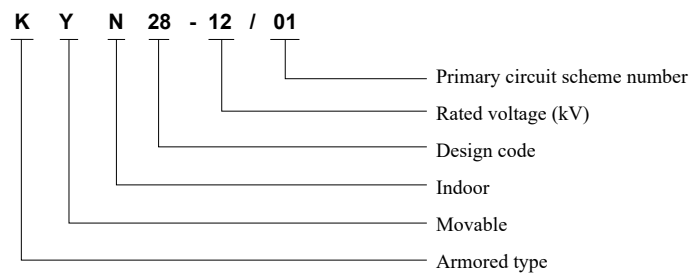 K Y N 28 - 12 / 01
Primary circuit scheme number
Rated voltage (kV)
Design code
Indoor
Movable
Armored type